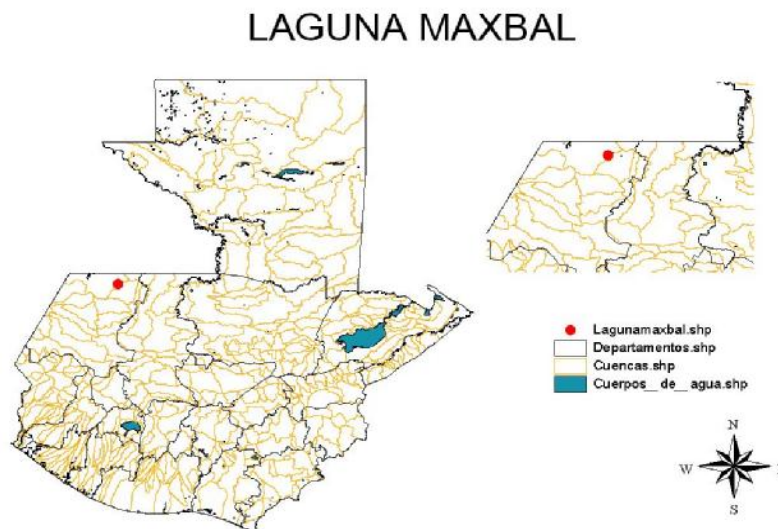 LAGUNA MAXBAL
Lagunamaxbal.shp
Departamentos.shp
Cuencas.shp
Cuerpos_de_agua.shp
N
W
S